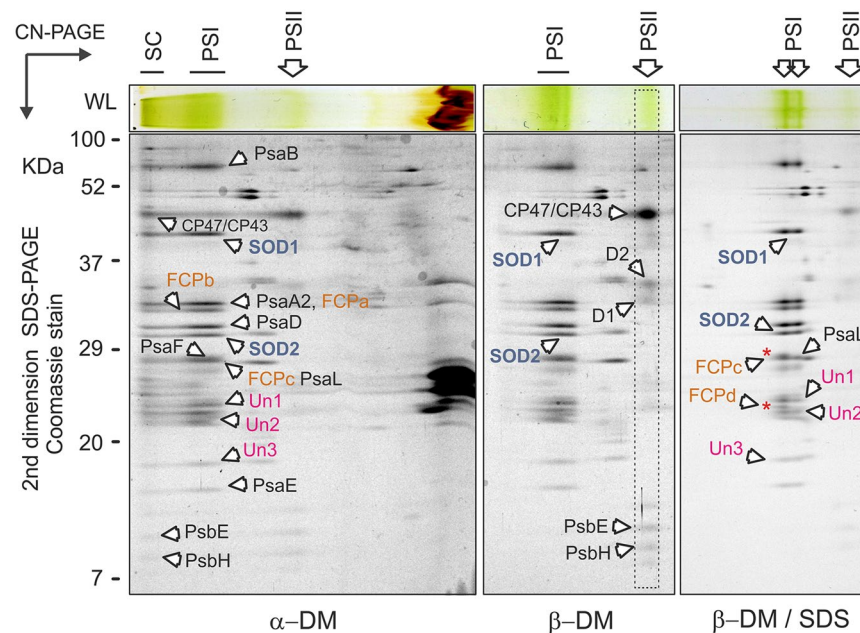 CN-PAGE
SC
PSI
PSII
PSI
PSII
PSI
PSII
WL
100
KDa
52
37
29
20
7
2nd dimension SDS-PAGE
Coomassie stain
PsaB
CP47/CP43
SOD1
FCPb
PsaA2, FCPa
PsaD
PsaF
SOD2
FCPc PsaL
Un1
Un2
Un3
PsaE
PsbE
PsbH
α-DM
CP47/CP43
SOD1
D2
D1
SOD2
PsbE
PsbH
β-DM
SOD1
SOD2
PsaL
* 
FCPc
Un1
FCPd
*
Un2
Un3
β-DM / SDS